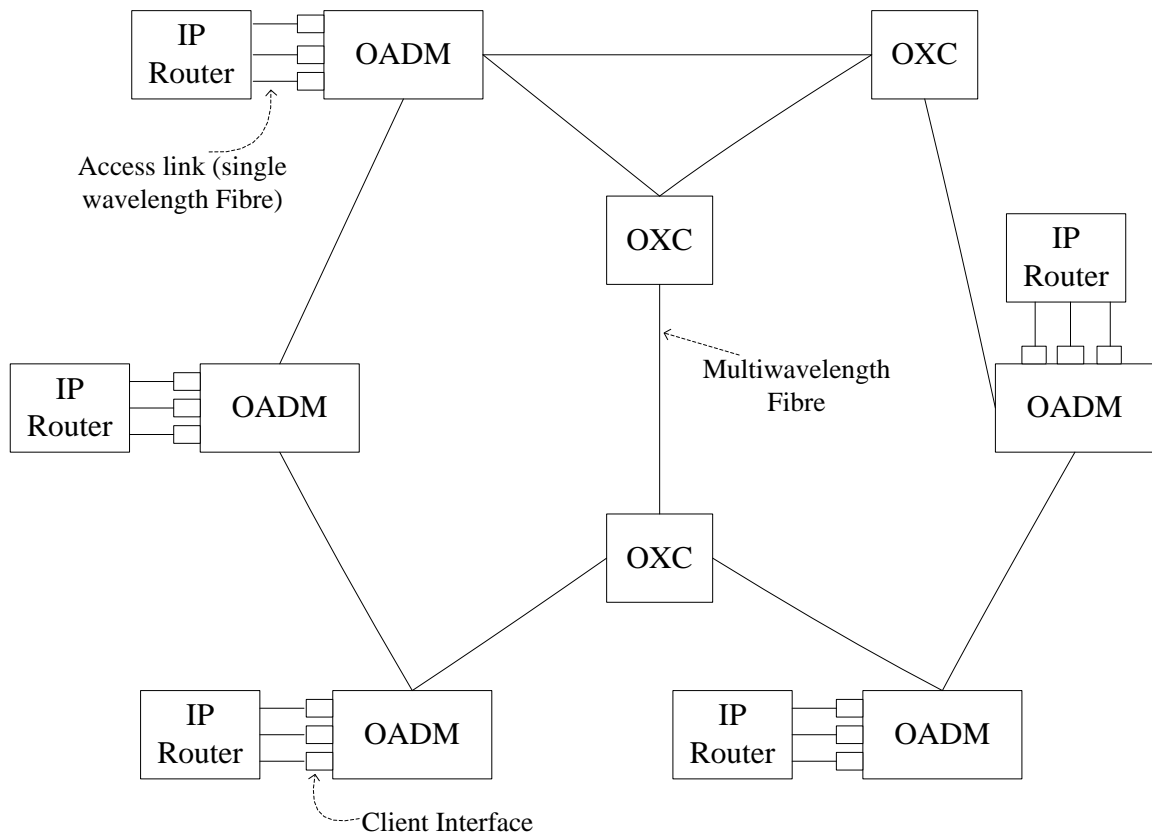 IP
Router
OADM
OXC
Access link (single
wavelength Fibre)
OXC
IP
Router
IP
Router
OADM
Multiwavelength
Fibre
OADM
OXC
IP
Router
OADM
IP
Router
OADM
Client Interface